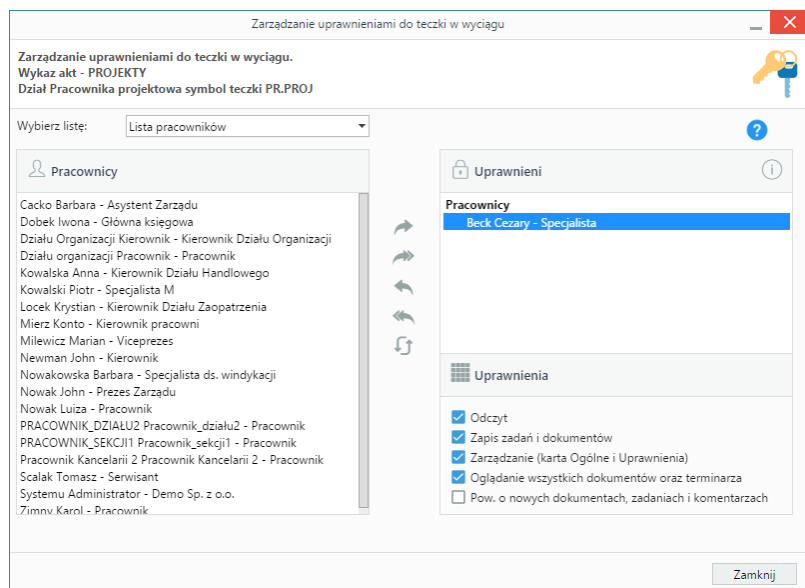 Zarządzanie uprawnieniami do teczki w wyciągu
Zarządzanie uprawnieniami do teczki w wyciągu.
Wykaz akt - PROJEKTY
Dział Pracownika projektowa symbol teczki PR.PROJ
Wybierz listę:
Lista pracowników
Pracownicy
Cacko Barbara - Asystent Zarządu
Dobek Iwona - Główna księgowa
Działu Organizacji Kierownik - Kierownik Działu Organizacji
Działu organizacji Pracownik - Pracownik
Kowalska Anna - Kierownik Działu Handlowego
Kowalski Piotr - Specjalista M
Locek Krystian - Kierownik Działu Zaopatrzenia
Mierz Konto - Kierownik pracowni
Milewicz Marian - Viceprezes
Newman John - Kierownik
Nowakowska Barbara - Specjalista ds. windykacji
Nowak John - Prezes Zarządu
Nowak Luiza - Pracownik
PRACOWNIK_DZIAŁU2 Pracownik_działu2 - Pracownik
PRACOWNIK_SEKCJI1 Pracownik_sekcji1 - Pracownik
Pracownik Kancelarii 2 Pracownik Kancelarii 2 - Pracownik
Scalak Tomasz - Serwisant
Systemu Administrator - Demo Sp. z o.o.
Zimny Karol - Pracownik
Uprawnieni
Pracownicy
Beck Cezary - Specjalista
Uprawnienia
Odczyt
Zapis zadań i dokumentów
Zarządzanie (karta Ogólne i Uprawnienia)
Oglądanie wszystkich dokumentów oraz terminarza
Pow. o nowych dokumentach, zadaniach i komentarzach
Zamknij